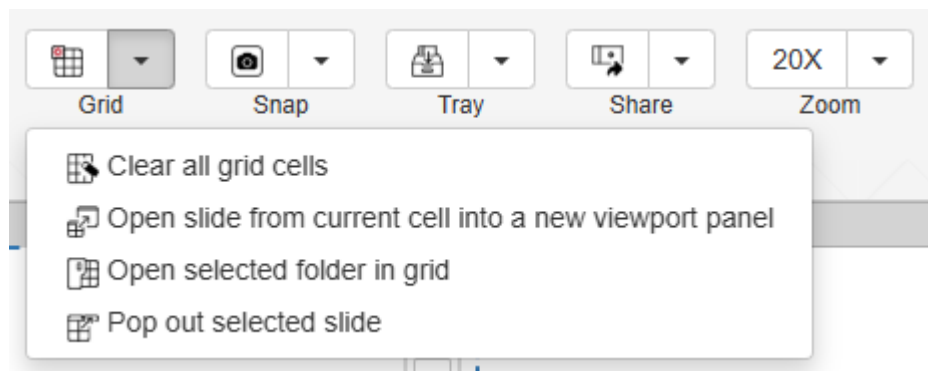 20X
Grid
Snap
Tray
Share
Zoom
Clear all grid cells
Open slide from current cell into a new viewport panel
Open selected folder in grid
Pop out selected slide